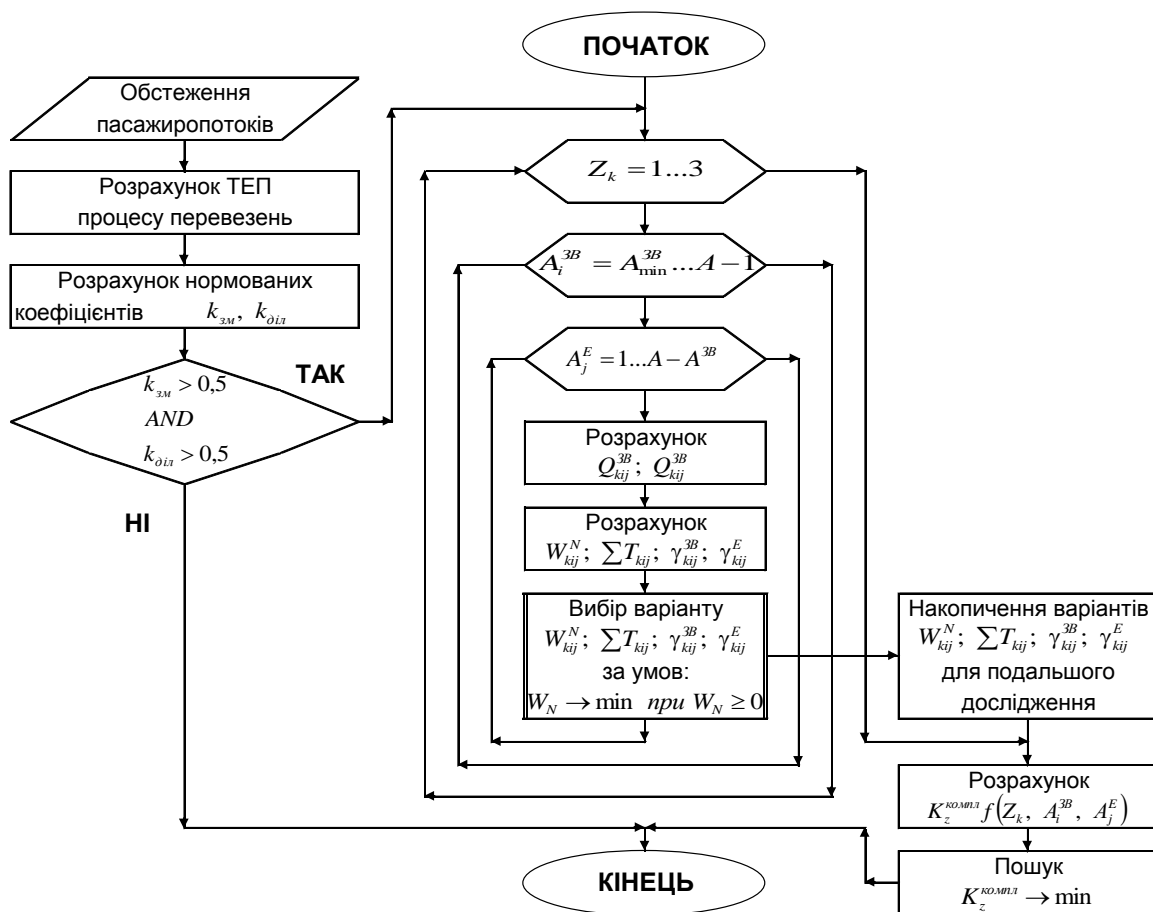 ПОЧАТОК
Обстеження
пасажиропотоків
Розрахунок ТЕП
процесу перевезень
Розрахунок нормованих
коефіцієнтів k_{зм}, k_{діл}
k_{зм} > 0,5
AND
k_{діл} > 0,5
ТАК
НІ
Z_k = 1...3
A_i^{ЗВ} = A_{min}^{ЗВ} ... A − 1
A_j^E = 1...A − A^{ЗВ}
Розрахунок
Q_{kij}^{ЗВ}; Q_{kij}^{ЗВ}
Розрахунок
W_{kij}^N; ∑T_{kij}; γ_{kij}^{ЗВ}; γ_{kij}^E
Вибір варіанту
W_{kij}^N; ∑T_{kij}; γ_{kij}^{ЗВ}; γ_{kij}^E
за умов:
W_N → min при W_N ≥ 0
Накопичення варіантів
W_{kij}^N; ∑T_{kij}; γ_{kij}^{ЗВ}; γ_{kij}^E
для подальшого
дослідження
Розрахунок
K_z^{компл} f(Z_k, A_i^{ЗВ}, A_j^E)
Пошук
K_z^{компл} → min
КІНЕЦЬ